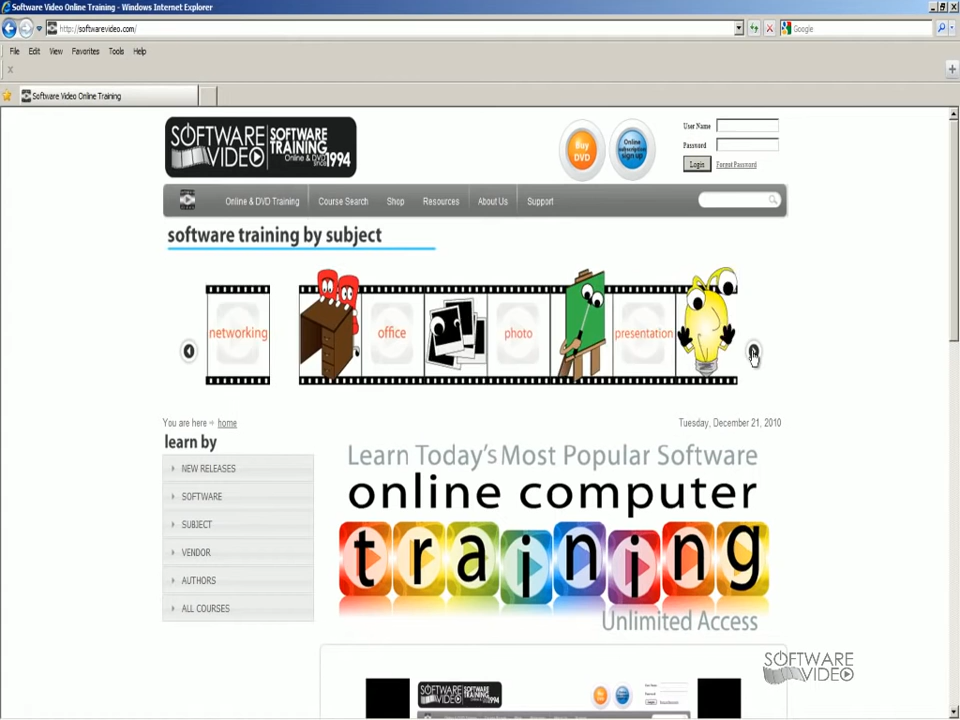 Software Video Online Training - Windows Internet Explorer
http://softwarevideo.com/
Google
File Edit View Favorites Tools Help
x
Software Video Online Training
SOFTWARE VIDEO
SOFTWARE TRAINING
Online & DVD since 1994
Buy DVD
Online subscription sign up
User Name
Password
Login Forgot Password
Online & DVD Training Course Search Shop Resources About Us Support
software training by subject
networking office photo presentation
You are here home
Tuesday, December 21, 2010
learn by
NEW RELEASES
SOFTWARE
SUBJECT
VENDOR
AUTHORS
ALL COURSES
Learn Today's Most Popular Software
online computer
training
Unlimited Access
SOFTWARE VIDEO
SOFTWARE VIDEO
SOFTWARE TRAINING
1994